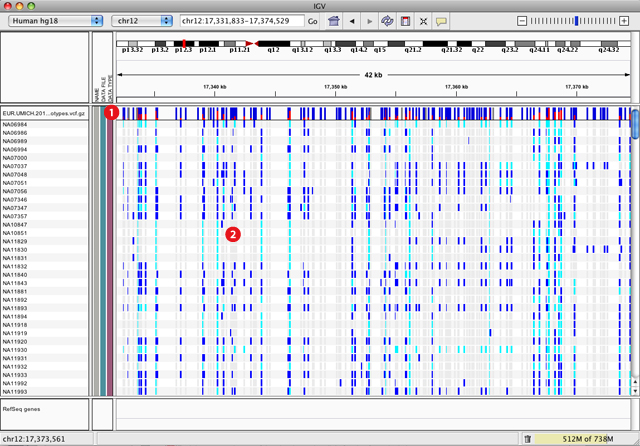 IGV
Human hg18 chr12 chr12:17,331,833-17,374,529 Go
p13.32 p13.2 p12.3 p12.1 p11.21 q12 q13.2 q14.2 q15 q21.2 q21.32 q22 q23.2 q24.12 q24.22 q24.32
42 kb
17,340 kb 17,350 kb 17,360 kb 17,370 kb
NAME
DATA FILE
DATA TYPE
EUR.UMICH.201...otypes.vcf.gz
1
NA06984
NA06986
NA06989
NA06994
NA07000
NA07037
NA07048
NA07051
NA07056
NA07346
NA07347
NA07357
NA10847
NA10851
2
NA11829
NA11830
NA11831
NA11832
NA11840
NA11843
NA11881
NA11892
NA11893
NA11894
NA11918
NA11919
NA11920
NA11930
NA11931
NA11932
NA11933
NA11992
NA11993
RefSeq genes
chr12:17,373,561
512M of 738M